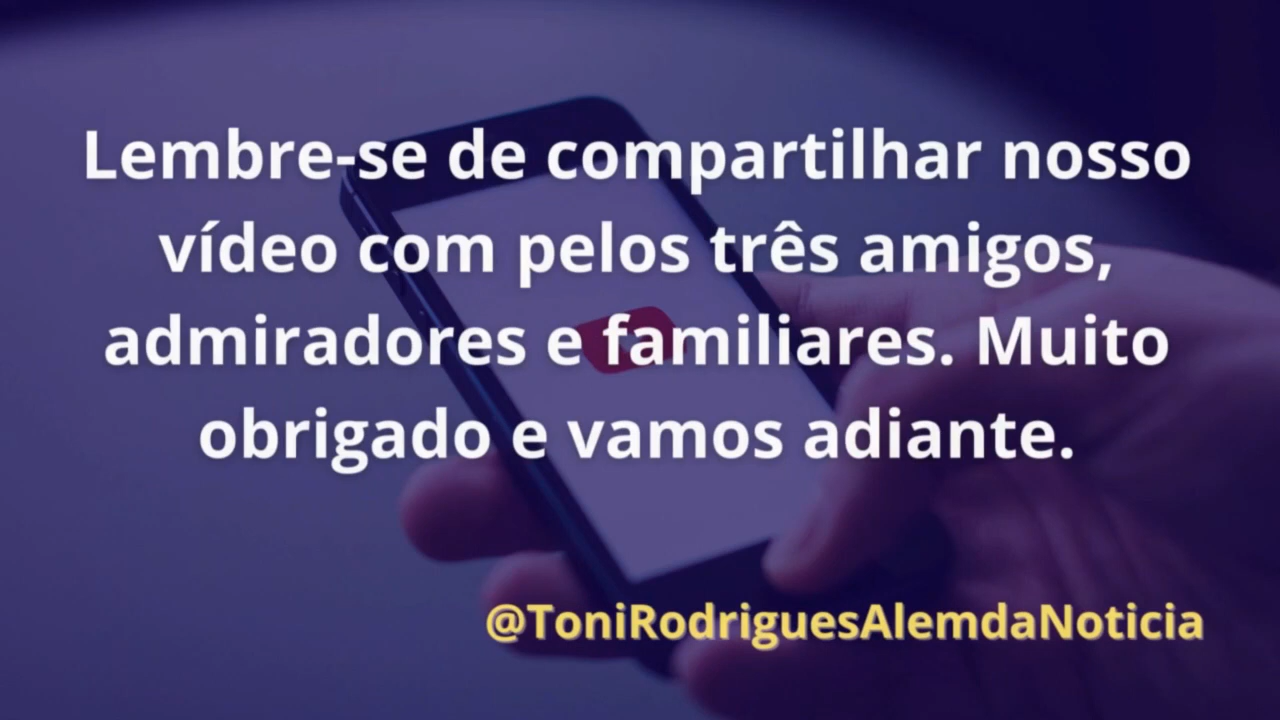 Lembre-se de compartilhar nosso
vídeo com pelos três amigos,
admiradores e familiares. Muito
obrigado e vamos adiante.
@ToniRodriguesAlemdaNoticia